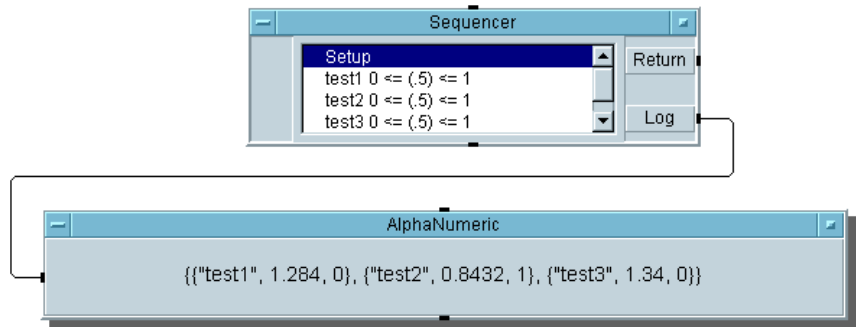 Sequencer
Setup
test1 0 <= (.5) <= 1
test2 0 <= (.5) <= 1
test3 0 <= (.5) <= 1
Return
Log
AlphaNumeric
{{"test1", 1.284, 0}, {"test2", 0.8432, 1}, {"test3", 1.34, 0}}